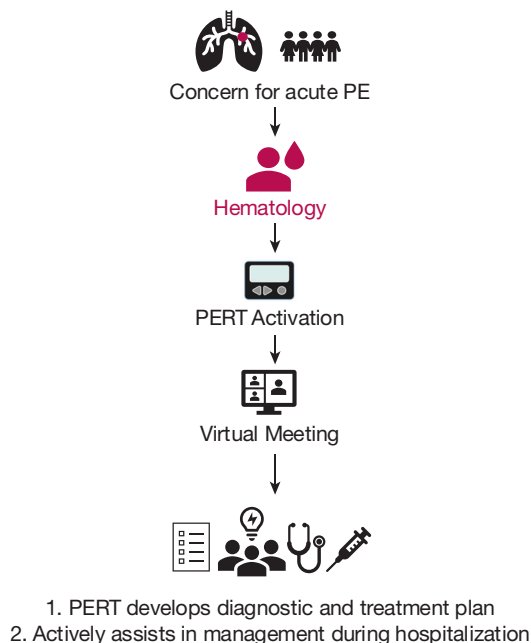 Concern for acute PE
Hematology
PERT Activation
Virtual Meeting
1. PERT develops diagnostic and treatment plan
2. Actively assists in management during hospitalization